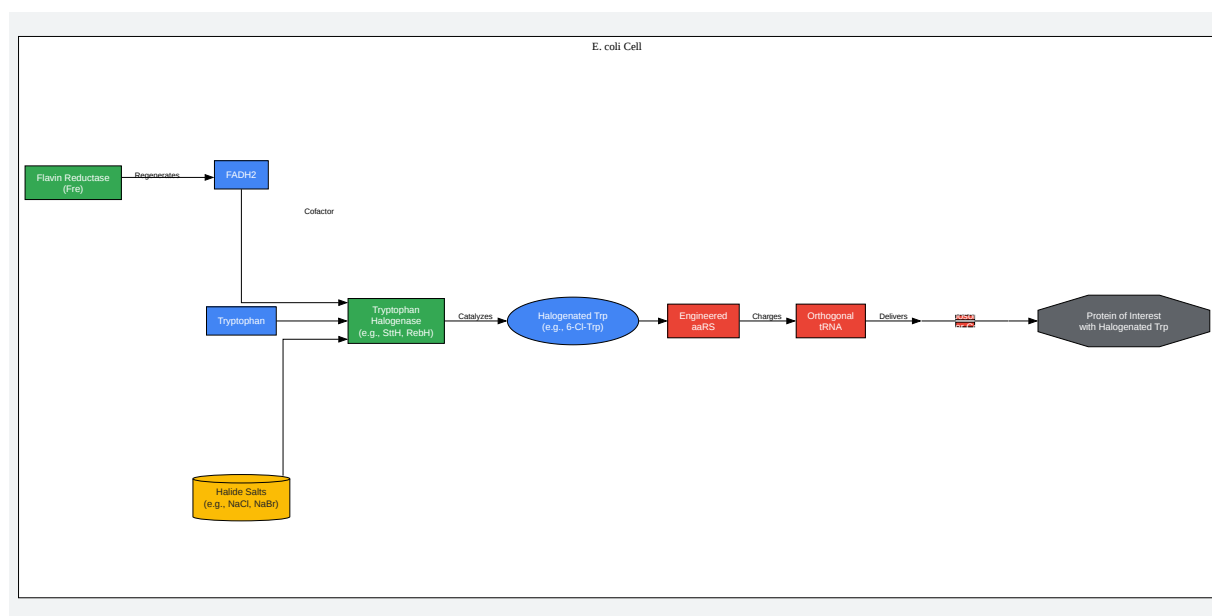 E. coli Cell
Flavin Reductase
(Fre)
Regenerates
FADH2
Cofactor
Tryptophan
Tryptophan
Halogenase
(e.g., SttH, RebH)
Catalyzes
Halogenated Trp
(e.g., 6-Cl-Trp)
Engineered
aaRS
Charges
Orthogonal
tRNA
Delivers
Protein of Interest
with Halogenated Trp
Halide Salts
(e.g., NaCl, NaBr)